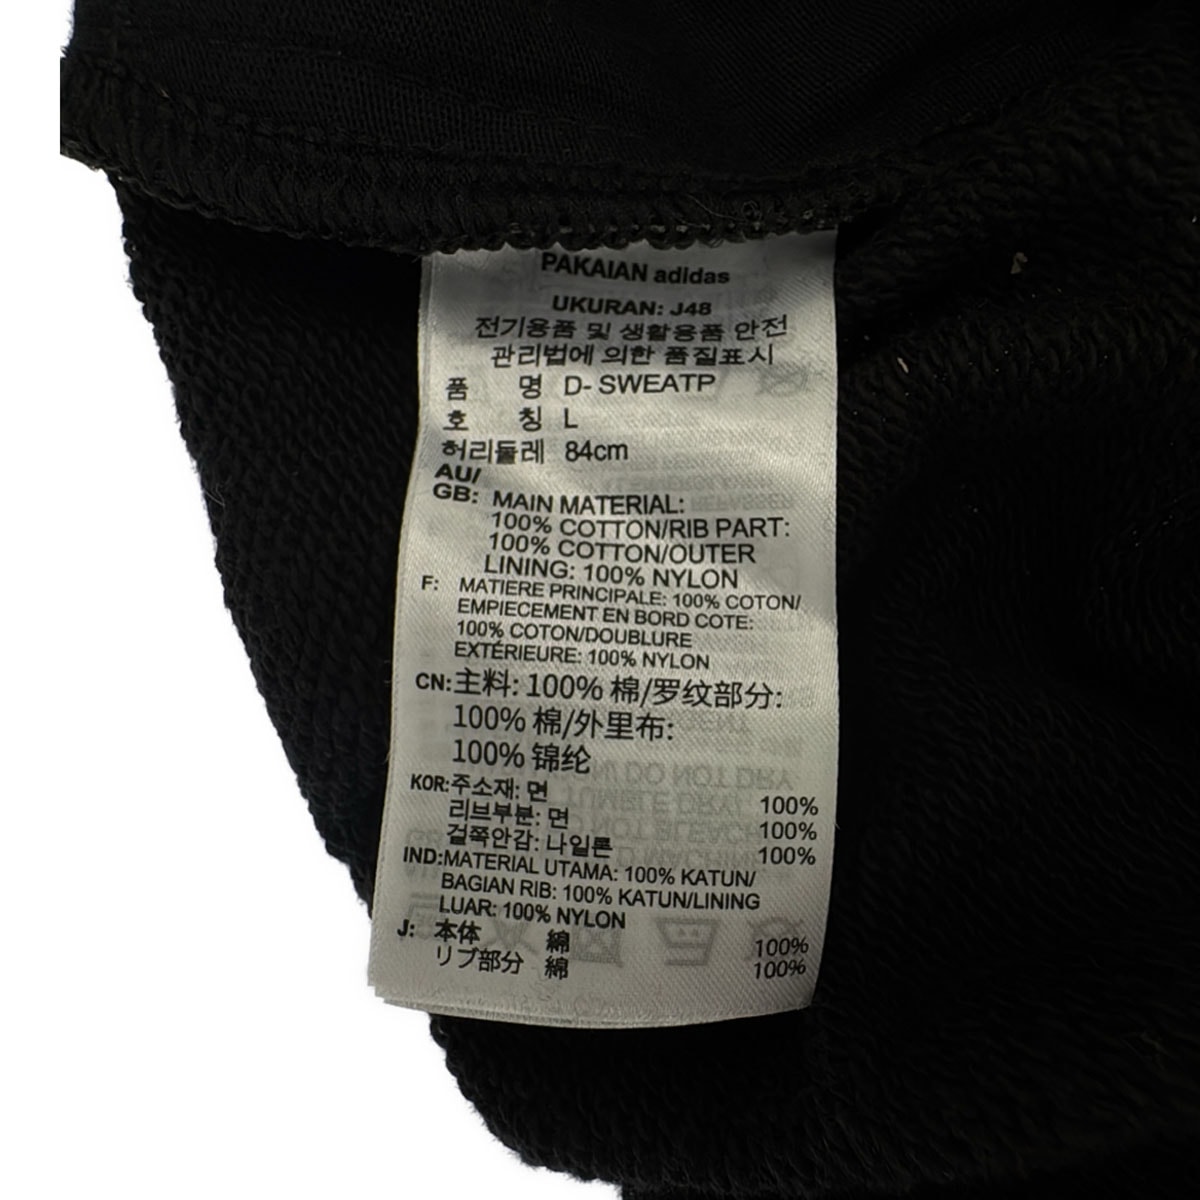 PAKAIAN adidas
UKURAN: J48
전기용품 및 생활용품 안전
관리법에 의한 품질표시
품 명 D- SWEATP
호 칭 L
허리둘레 84cm
AU/
GB: MAIN MATERIAL:
100% COTTON/RIB PART:
100% COTTON/OUTER
LINING: 100% NYLON
F: MATIERE PRINCIPALE: 100% COTON/
EMPIECEMENT EN BORD COTE:
100% COTON/DOUBLURE
EXTÉRIEURE: 100% NYLON
CN:主料: 100% 棉/罗纹部分:
100% 棉/外里布:
100% 锦纶
KOR:주소재: 면 100%
리브부분: 면 100%
겉쪽안감: 나일론 100%
IND:MATERIAL UTAMA: 100% KATUN/
BAGIAN RIB: 100% KATUN/LINING
LUAR: 100% NYLON
J: 本体 綿 100%
リブ部分 綿 100%